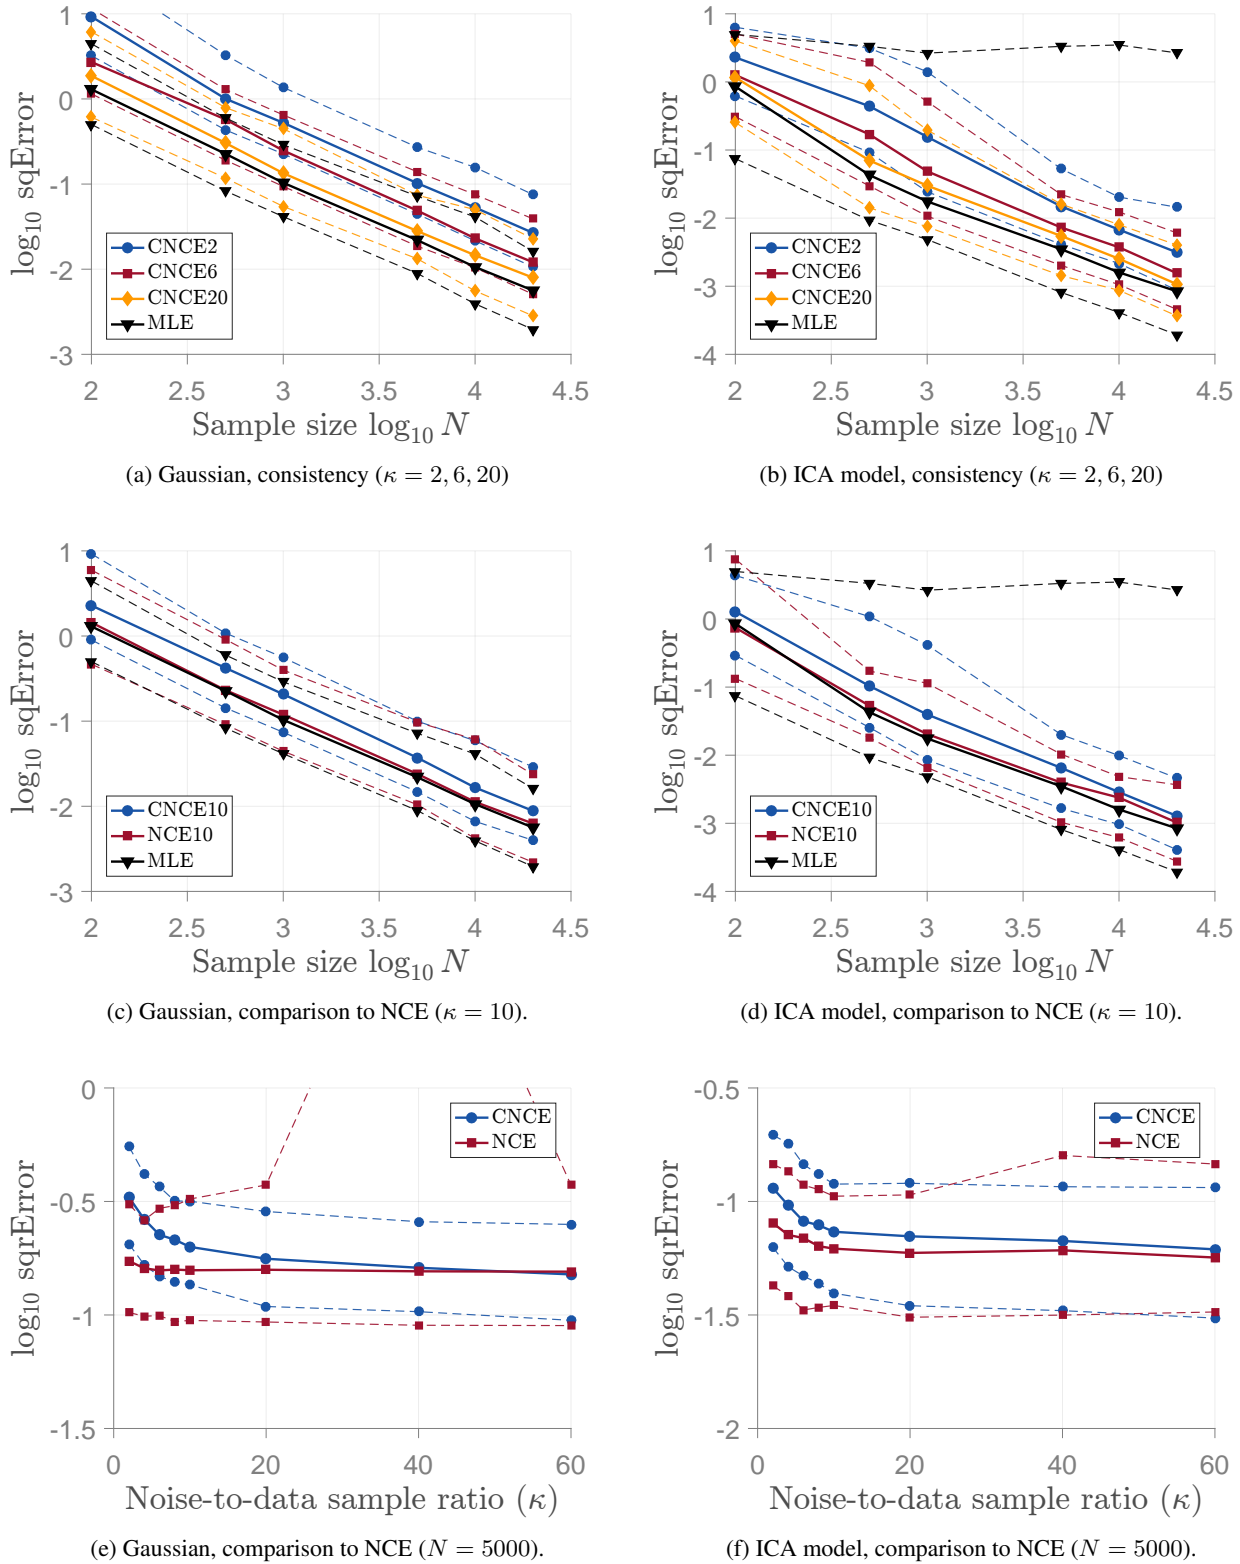 1
0
-1
-2
-3
2
2.5
3
3.5
4
4.5
log₁₀ sqError
Sample size log₁₀ N
CNCE2
CNCE6
CNCE20
MLE
(a) Gaussian, consistency (κ = 2, 6, 20)
1
0
-1
-2
-3
-4
2
2.5
3
3.5
4
4.5
log₁₀ sqError
Sample size log₁₀ N
CNCE2
CNCE6
CNCE20
MLE
(b) ICA model, consistency (κ = 2, 6, 20)
1
0
-1
-2
-3
2
2.5
3
3.5
4
4.5
log₁₀ sqError
Sample size log₁₀ N
CNCE10
NCE10
MLE
(c) Gaussian, comparison to NCE (κ = 10).
1
0
-1
-2
-3
-4
2
2.5
3
3.5
4
4.5
log₁₀ sqError
Sample size log₁₀ N
CNCE10
NCE10
MLE
(d) ICA model, comparison to NCE (κ = 10).
0
-0.5
-1
-1.5
0
20
40
60
log₁₀ sqrError
Noise-to-data sample ratio (κ)
CNCE
NCE
(e) Gaussian, comparison to NCE (N = 5000).
-0.5
-1
-1.5
-2
0
20
40
60
log₁₀ sqrError
Noise-to-data sample ratio (κ)
CNCE
NCE
(f) ICA model, comparison to NCE (N = 5000).